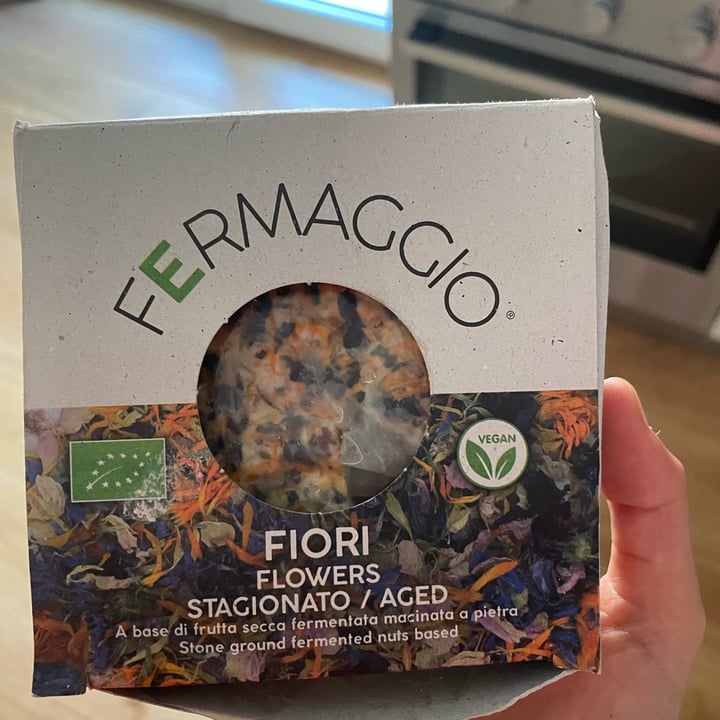 FERMAGGIO®
VEGAN
FIORI
FLOWERS
STAGIONATO / AGED
A base di frutta secca fermentata macinata a pietra
Stone ground fermented nuts based